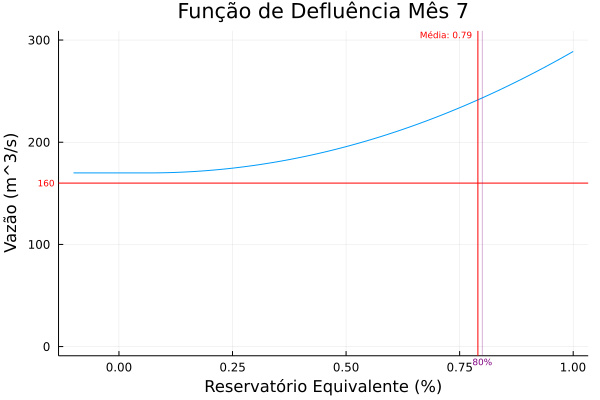 Função de Defluência Mês 7
Média: 0.79
300
200
160
100
0
Vazão (m^3/s)
0.00
0.25
0.50
0.75
80%
1.00
Reservatório Equivalente (%)